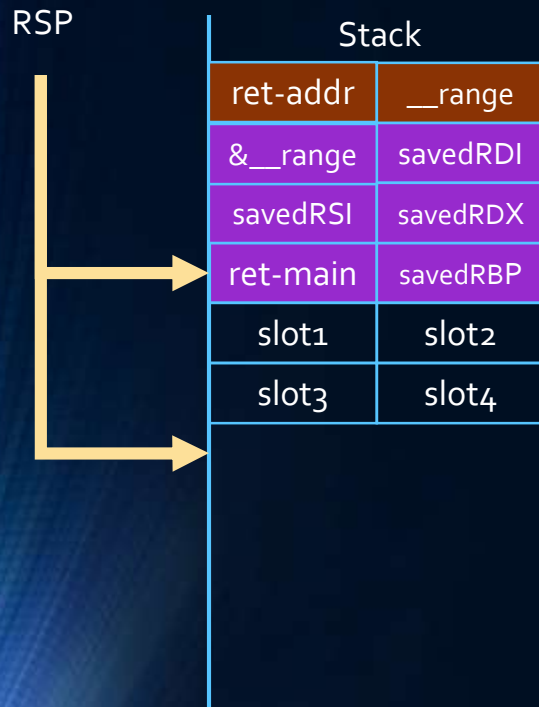 RSP
Stack
ret-addr __range
&__range savedRDI
savedRSI savedRDX
ret-main savedRBP
slot1 slot2
slot3 slot4